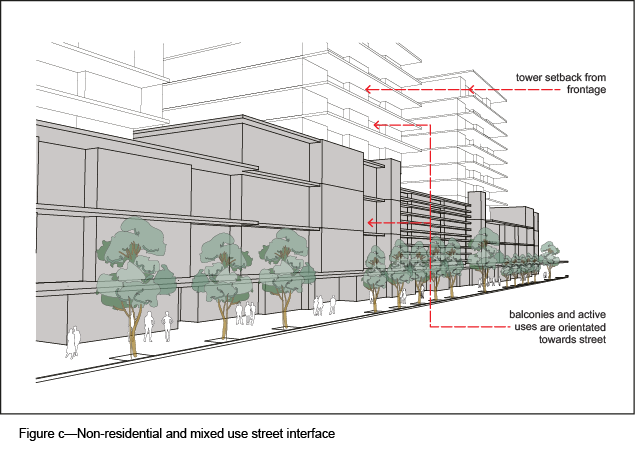 tower setback from
frontage
balconies and active
uses are orientated
towards street
Figure c—Non-residential and mixed use street interface